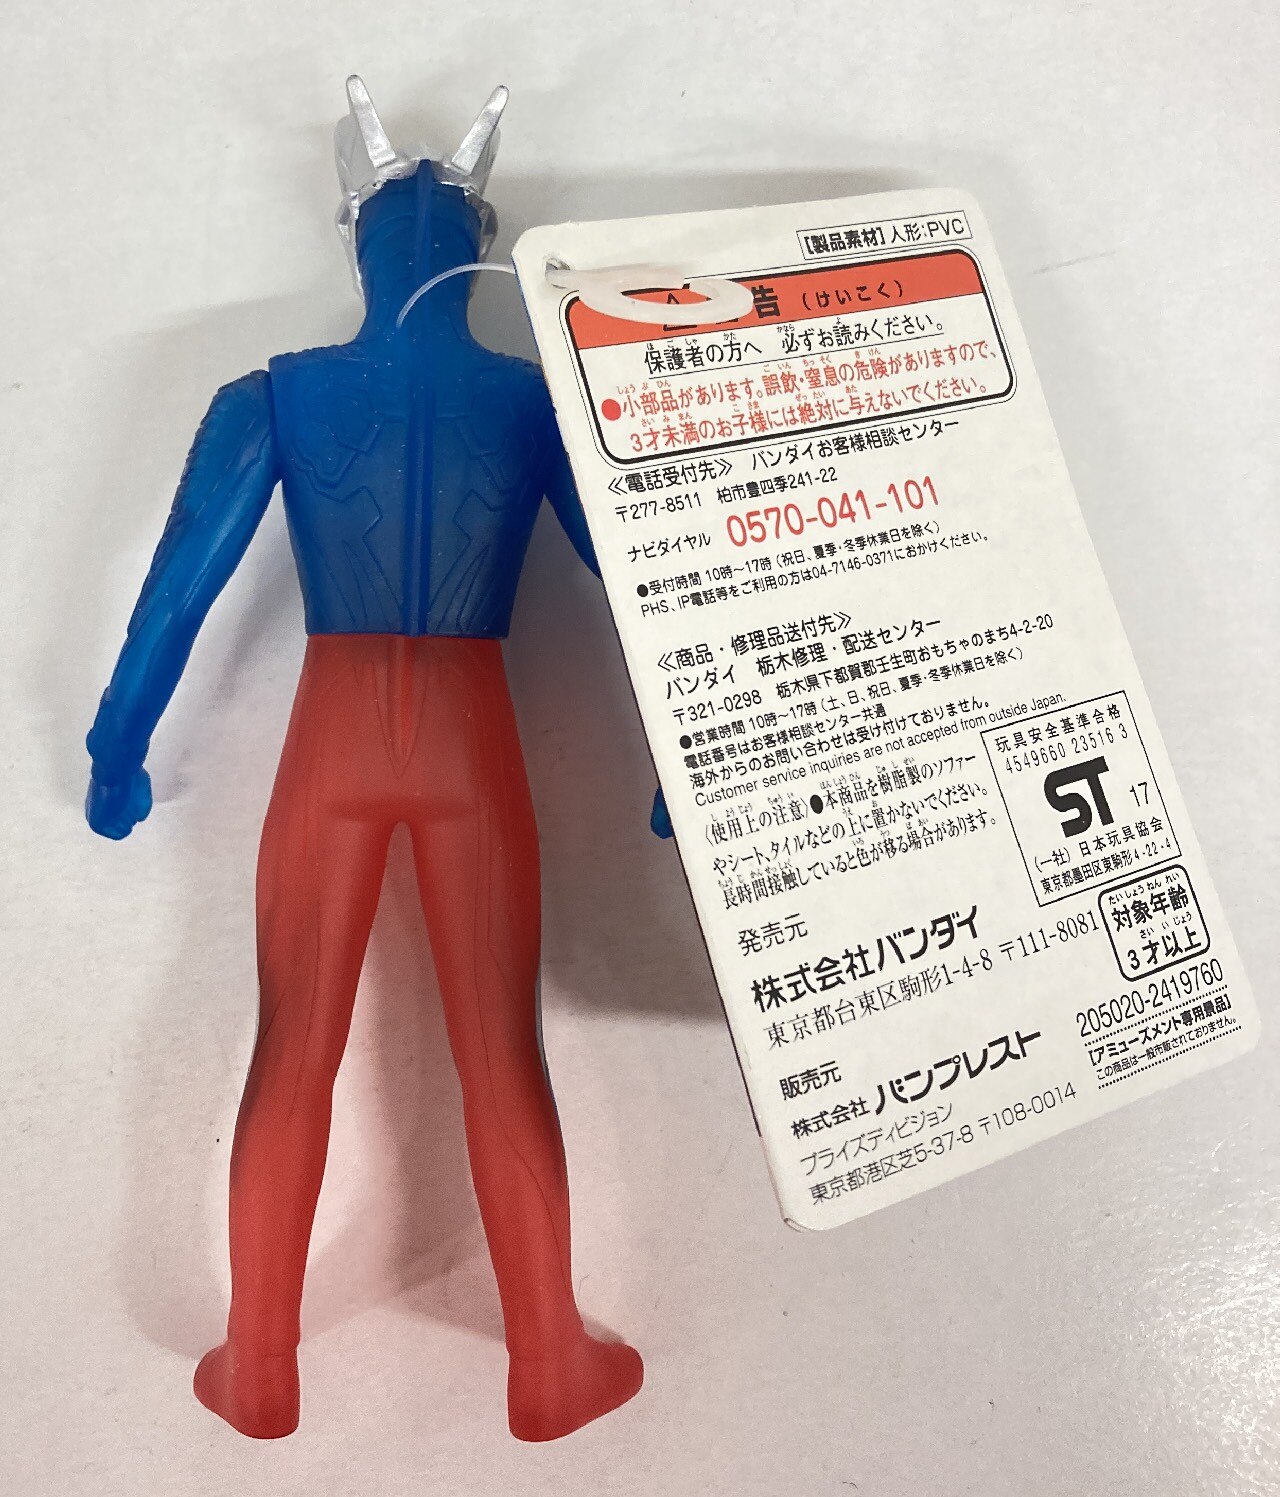 【製品素材】人形：PVC
告（けいこく）
保護者の方へ 必ずお読みください。
●小部品があります。誤飲・窒息の危険がありますので、
3才未満のお子様には絶対に与えないでください。
≪電話受付先≫ バンダイお客様相談センター
〒277-8511 柏市豊四季241-22
ナビダイヤル 0570-041-101
●受付時間 10時～17時（祝日、夏季・冬季休業日を除く）
PHS、IP電話等をご利用の方は04-7146-0371におかけください。
≪商品・修理品送付先≫
バンダイ 栃木修理・配送センター
〒321-0298 栃木県下都賀郡壬生町おもちゃのまち4-2-20
●営業時間 10時～17時（土、日、祝日、夏季・冬季休業日を除く）
電話番号はお客様相談センター共通
海外からのお問い合わせは受け付けておりません。
Customer service inquiries are not accepted from outside Japan.
〈使用上の注意〉●本商品を樹脂製のソファー
やシート、タイルなどの上に置かないでください。
長時間接触していると色が移る場合があります。
玩具安全基準合格
4549660 23516 3
ST 17
（一社）日本玩具協会
東京都墨田区東駒形4-22-4
対象年齢
3才以上
発売元
株式会社バンダイ
東京都台東区駒形1-4-8 〒111-8081
205020-2419760
【アミューズメント専用景品】
この商品は一般市販されておりません。
販売元
株式会社 バンプレスト
プライズディビジョン
東京都港区芝5-37-8 〒108-0014